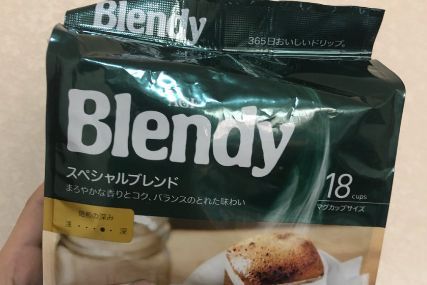 Blendy
365日おいしいドリップ。
AGF
Blendy
スペシャルブレンド
まろやかな香りとコク、バランスのとれた味わい
18 cups
マグカップサイズ
焙煎の深み
浅 ・・・●・ 深